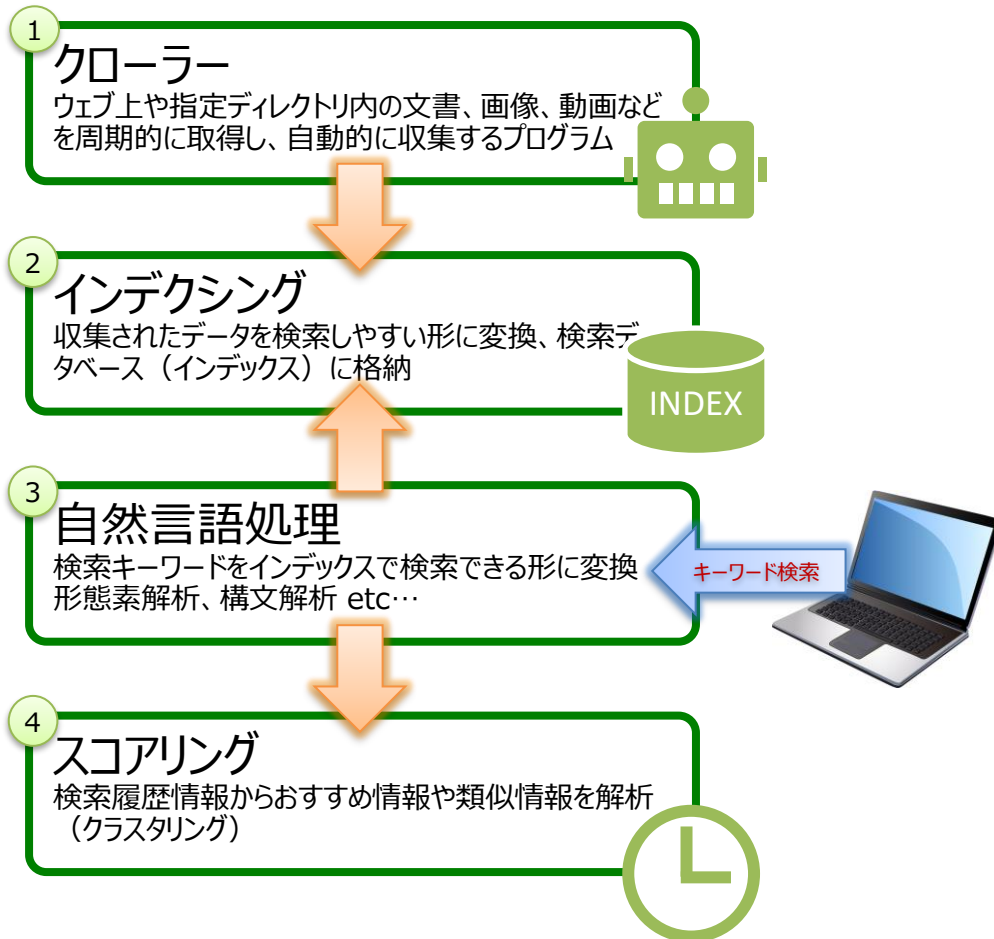 1
クローラー
ウェブ上や指定ディレクトリ内の文書、画像、動画など
を周期的に取得し、自動的に収集するプログラム
2
インデクシング
収集されたデータを検索しやすい形に変換、検索デ
タベース（インデックス）に格納
INDEX
3
自然言語処理
検索キーワードをインデックスで検索できる形に変換
形態素解析、構文解析 etc…
キーワード検索
4
スコアリング
検索履歴情報からおすすめ情報や類似情報を解析
（クラスタリング）